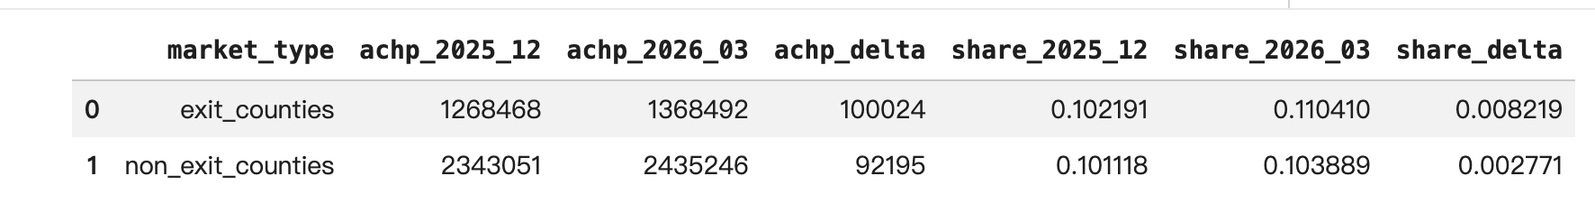 market_type achp_2025_12 achp_2026_03 achp_delta share_2025_12 share_2026_03 share_delta
0 exit_counties 1268468 1368492 100024 0.102191 0.110410 0.008219
1 non_exit_counties 2343051 2435246 92195 0.101118 0.103889 0.002771